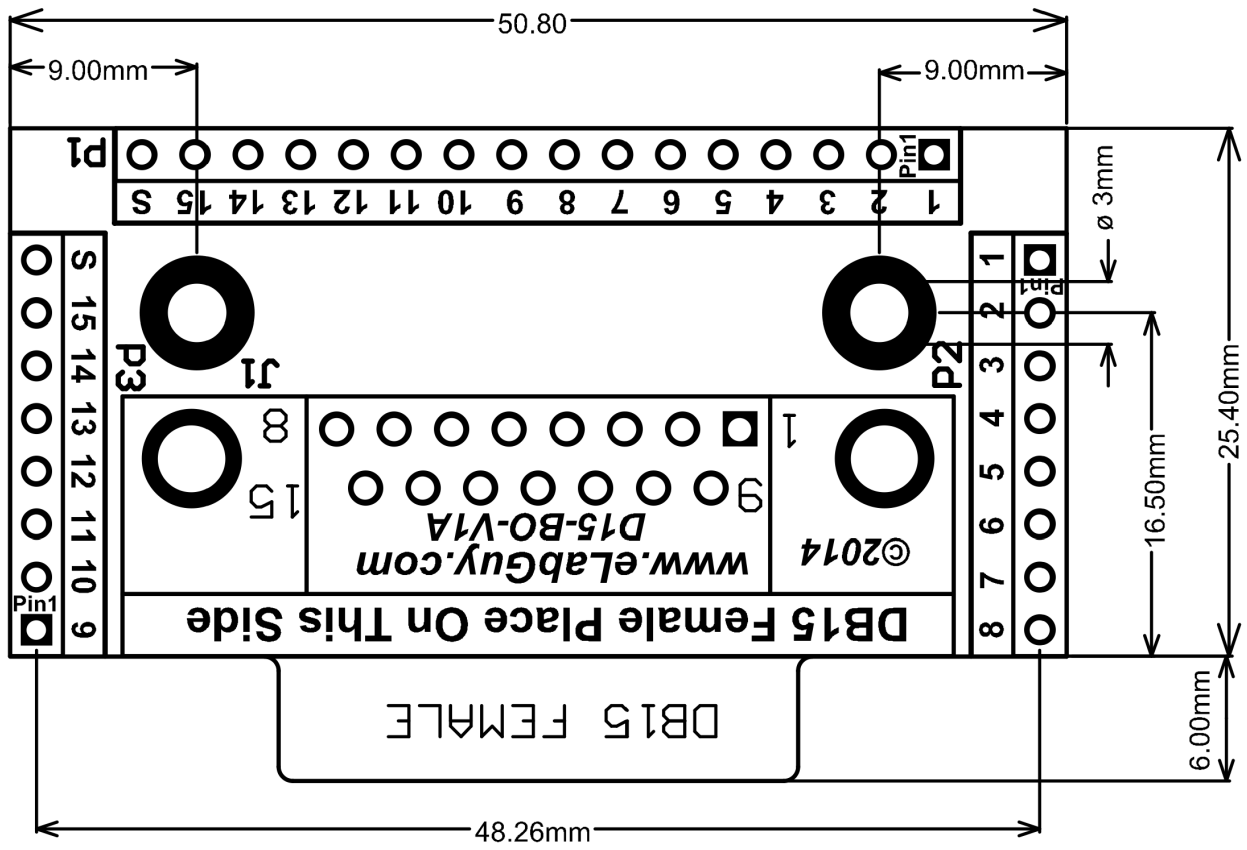 50.80
9.00mm
9.00mm
P1
Pin1
S 15 14 13 12 11 10 9 8 7 6 5 4 3 2 1
ø 3mm
S
15
14
13
12
11
10
Pin1
9
1
Pin1
2
3
4
5
6
7
8
P3
J1
P2
8
1
15
9
D15-BO-V1A
www.eLabGuy.com
©2014
DB15 Female Place On This Side
DB15 FEMALE
16.50mm
25.40mm
6.00mm
48.26mm